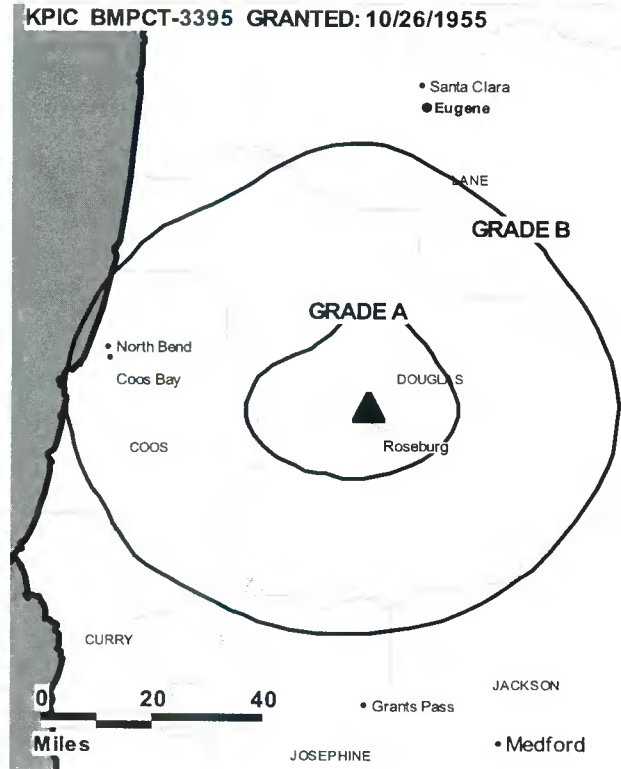 KPIC BMPCT-3395 GRANTED: 10/26/1955
Santa Clara
Eugene
LANE
GRADE B
GRADE A
North Bend
Coos Bay
DOUGLAS
COOS
Roseburg
CURRY
0 20 40
Miles
JACKSON
Grants Pass
JOSEPHINE
Medford